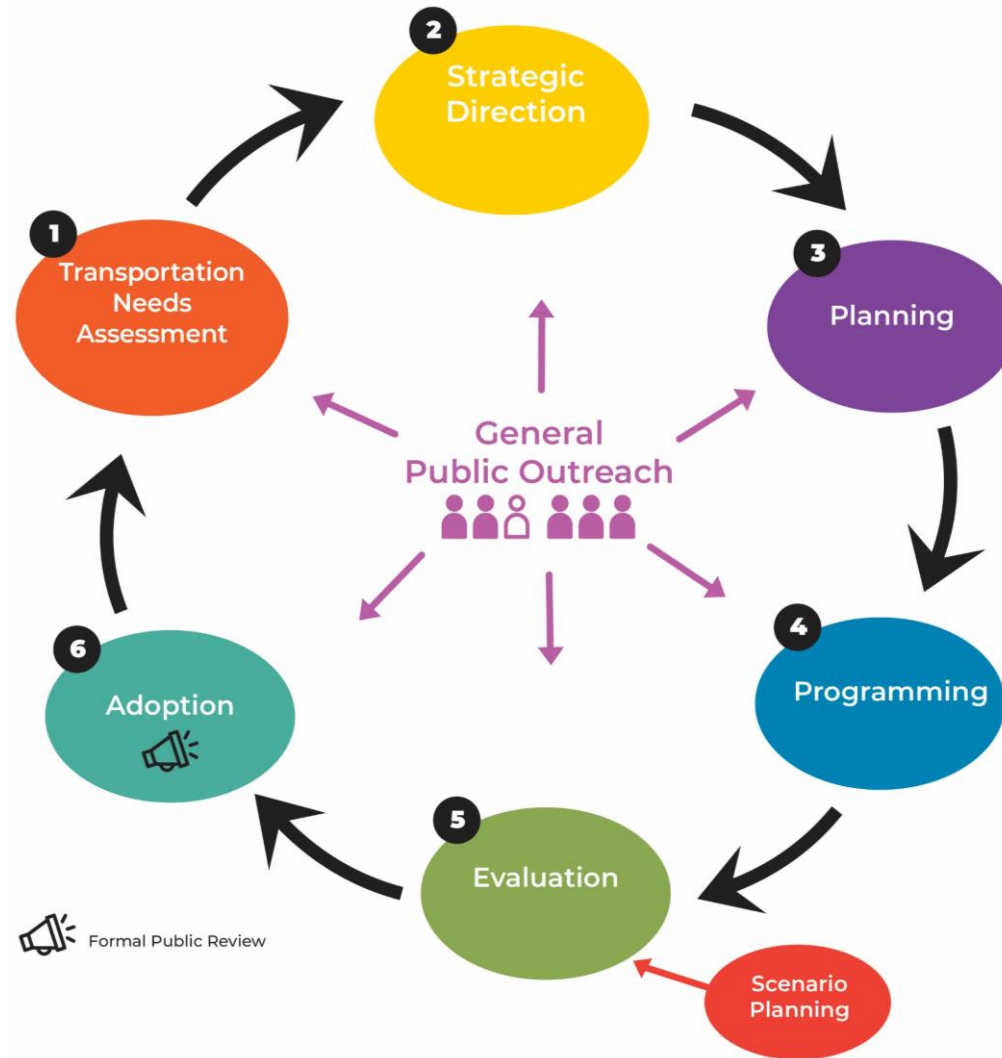 2
Strategic
Direction
1
Transportation
Needs
Assessment
3
Planning
General
Public Outreach
6
Adoption
4
Programming
5
Evaluation
Formal Public Review
Scenario
Planning